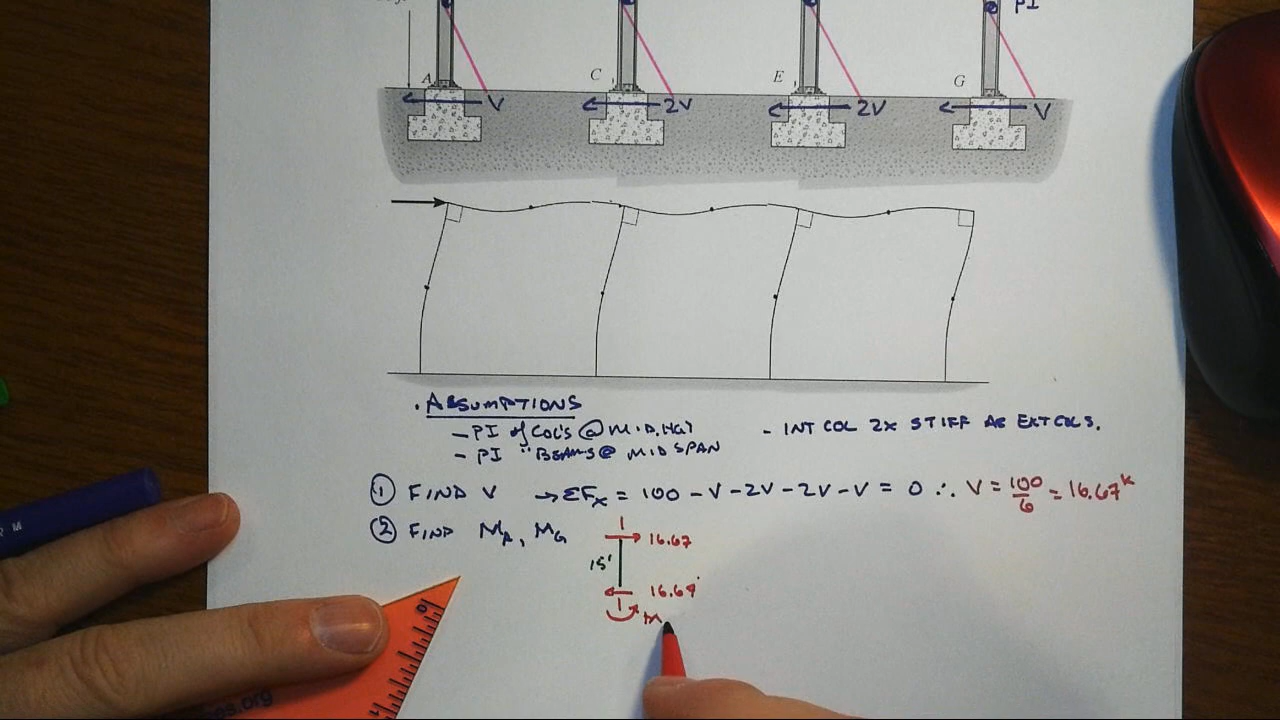 PI
A
C
E
G
V
2V
2V
V
. ASSUMPTIONS
- PI of COL'S @ MID.HGT
- INT COL 2X STIFF AS EXT COLS.
- PI " BEAMS @ MIDSPAN
① FIND V → ΣFx = 100 - V - 2V - 2V - V = 0 ∴ V = 100/6 = 16.67k
② FIND MA, MG
16.67
15'
16.67
M